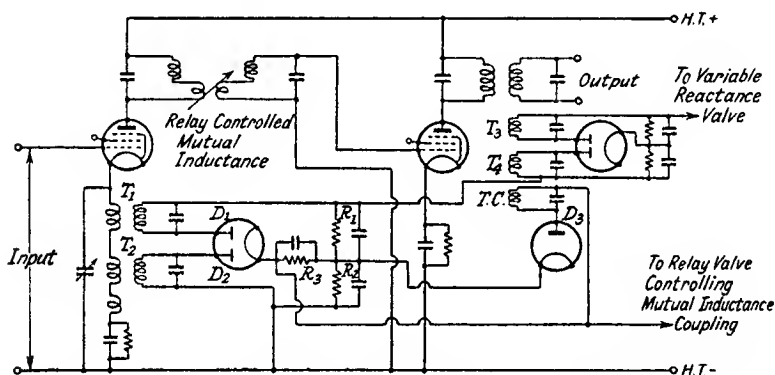 H.T.+
Output
To Variable
Reactance
Valve
Relay Controlled
Mutual
Inductance
T3
T4
T.C.
T1
T2
D1
D2
R1
R2
R3
D3
Input
To Relay Valve
Controlling
Mutual Inductance
Coupling
H.T.-